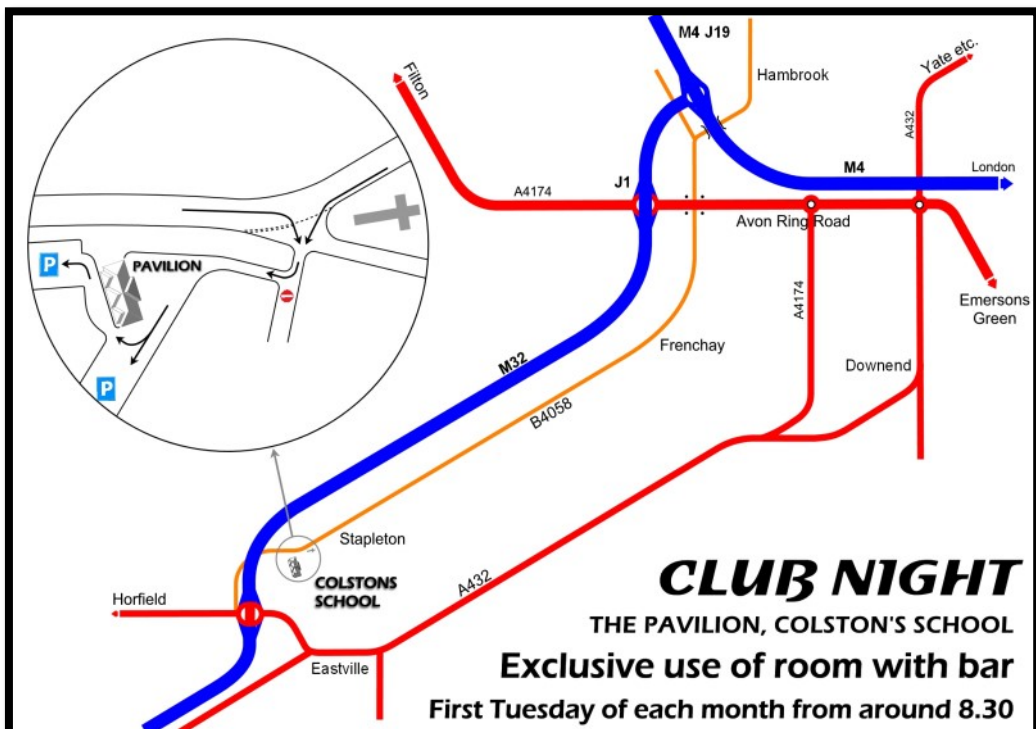 M4 J19
Hambrook
Yate etc.
Filton
A432
J1
M4
London
A4174
Avon Ring Road
P
PAVILION
A4174
Emersons
Green
Frenchay
Downend
M32
B4058
P
Stapleton
COLSTONS
SCHOOL
A432
Horfield
Eastville
CLUB NIGHT
THE PAVILION, COLSTON'S SCHOOL
Exclusive use of room with bar
First Tuesday of each month from around 8.30